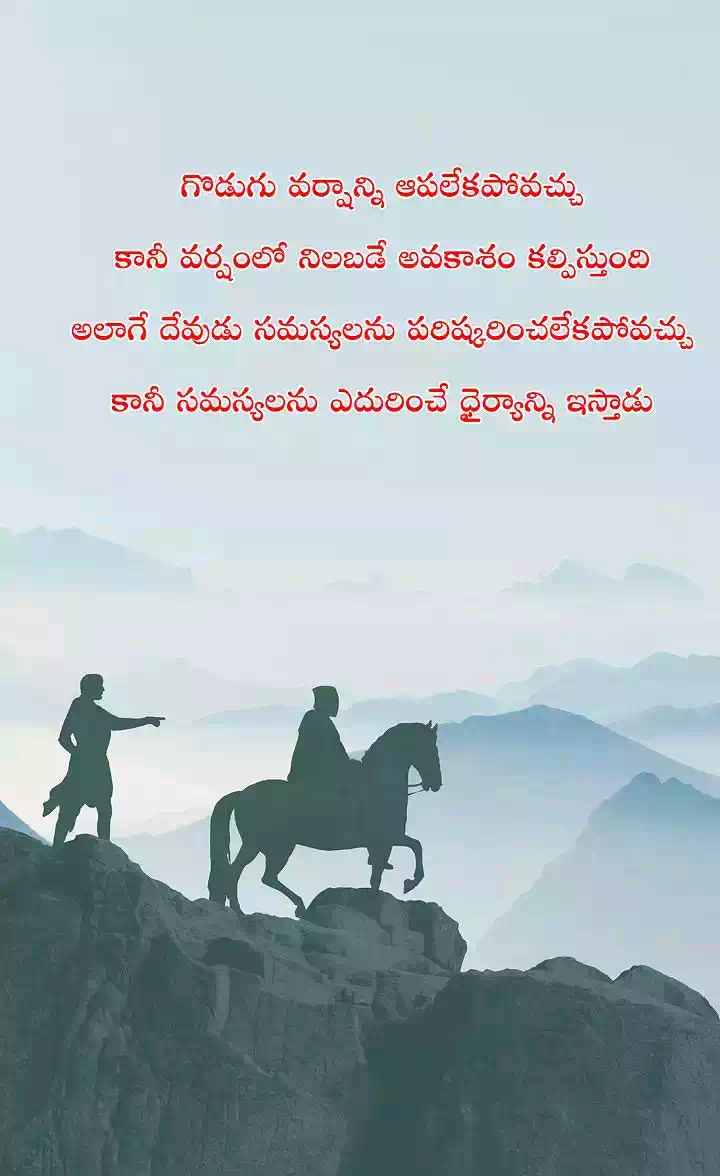 గొడుగు వర్షాన్ని ఆపలేకపోవచ్చు
కానీ వర్షంలో నిలబడే అవకాశం కల్పిస్తుంది
అలాగే దేవుడు సమస్యలను పరిష్కరించలేకపోవచ్చు
కానీ సమస్యలను ఎదురించే ధైర్యాన్ని ఇస్తాడు